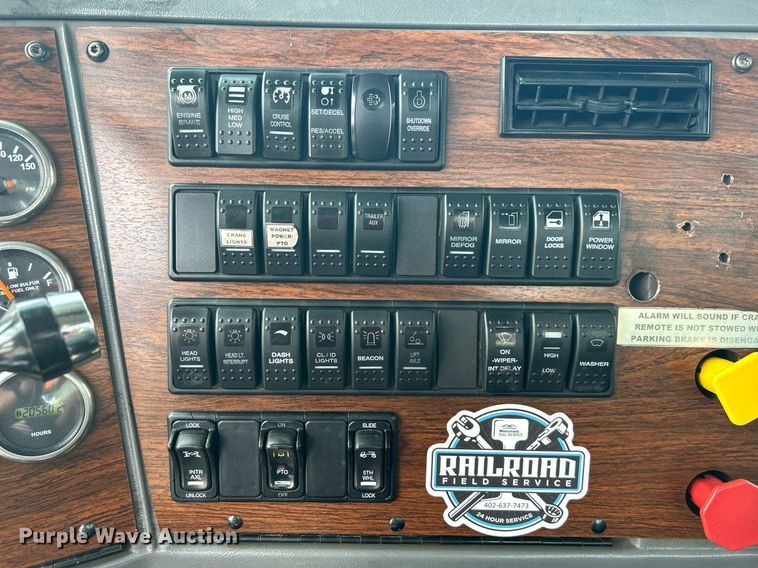 ENGINE
BRAKE
HIGH
MED
LOW
CRUISE
CONTROL
SET/DECEL
RES/ACCEL
SHUTDOWN
OVERRIDE
150
120
PSI
CRANE
LIGHTS
MAGNET
POWER/
PTO
TRAILER
AUX
MIRROR
DEFOG
MIRROR
DOOR
LOCKS
POWER
WINDOW
F
LOW SULFUR
FUEL ONLY
ALARM WILL SOUND IF CRA
REMOTE IS NOT STOWED W
PARKING BRAKE IS DISENGA
HEAD
LIGHTS
HEAD LT.
INTERRUPT
DASH
LIGHTS
CL / ID
LIGHTS
BEACON
LIFT
AXLE
ON
-WIPER-
INT DELAY
HIGH
LOW
WASHER
HOURS
LOCK
INTR
AXL
UNLOCK
ON
PTO
OFF
SLIDE
5TH
WHL
LOCK
RAILROAD
FIELD SERVICE
402-637-7473
24 HOUR SERVICE
Purple Wave Auction